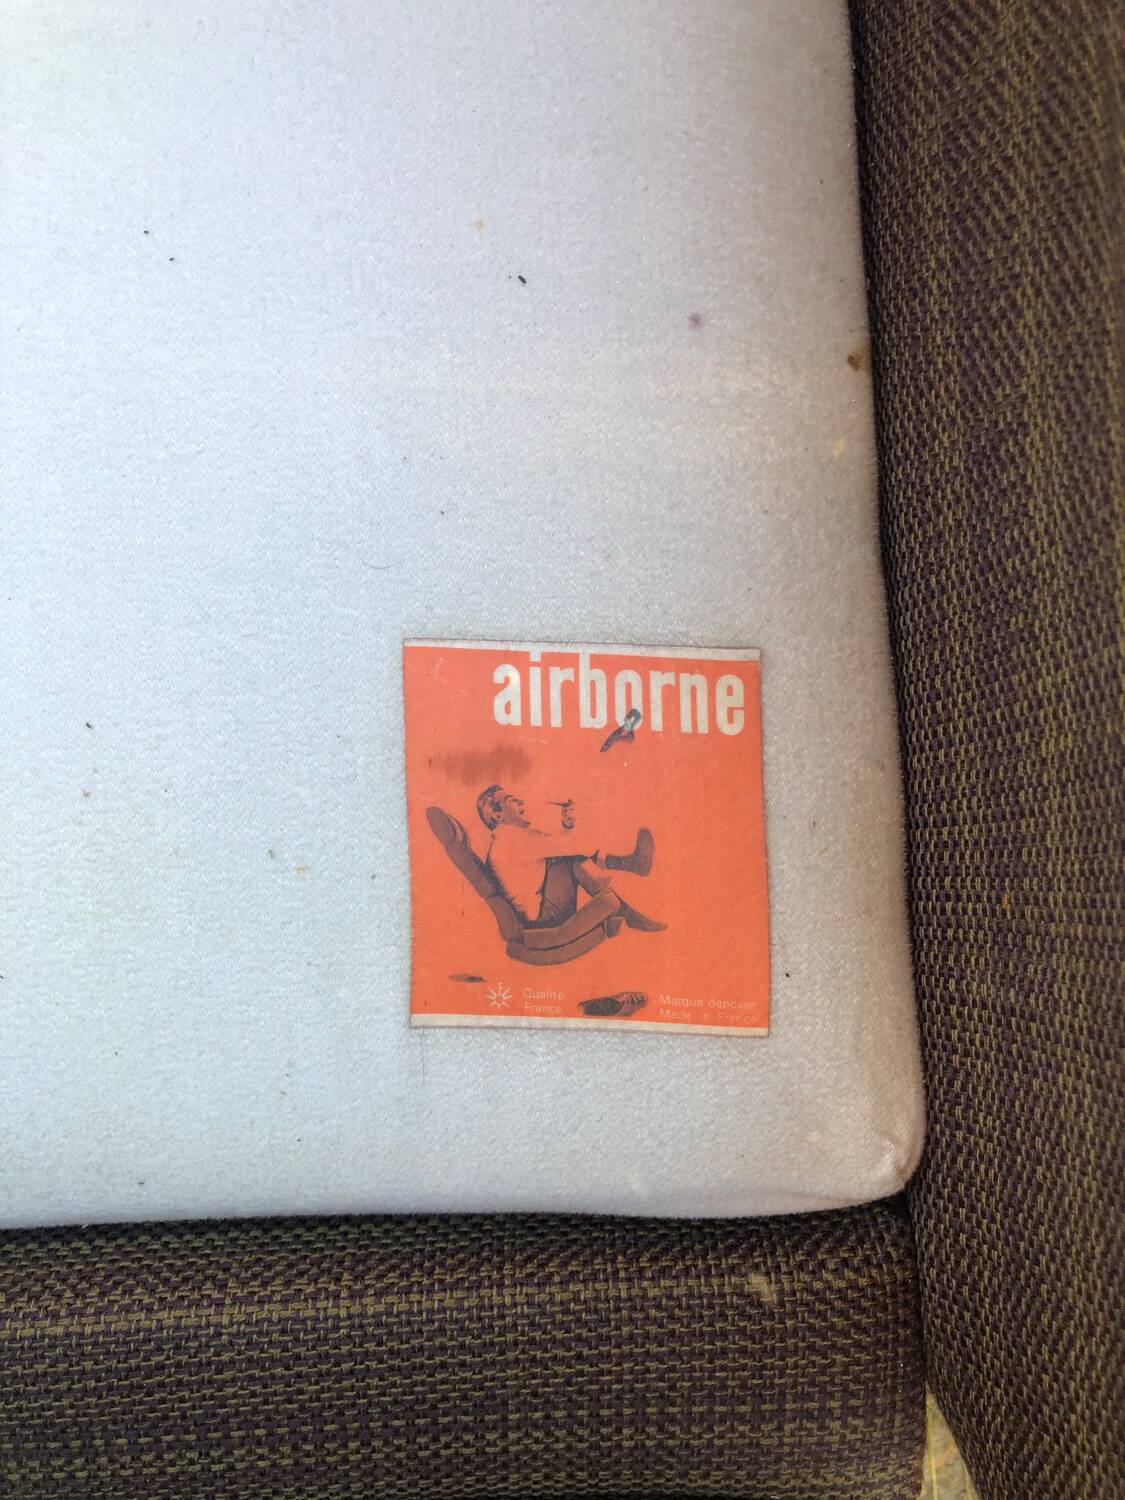 airborne
F
Qualité
France
Marque déposée
Made in France